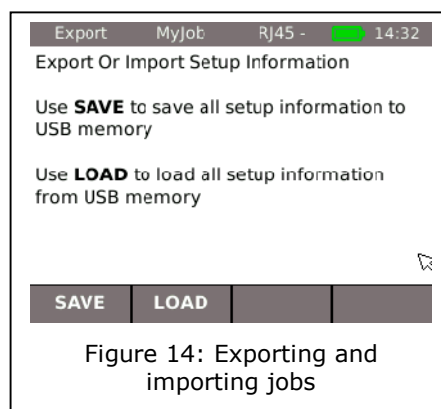 Export MyJob RJ45 - 14:32
Export Or Import Setup Information
Use SAVE to save all setup information to
USB memory
Use LOAD to load all setup information
from USB memory
SAVE LOAD
Figure 14: Exporting and
importing jobs